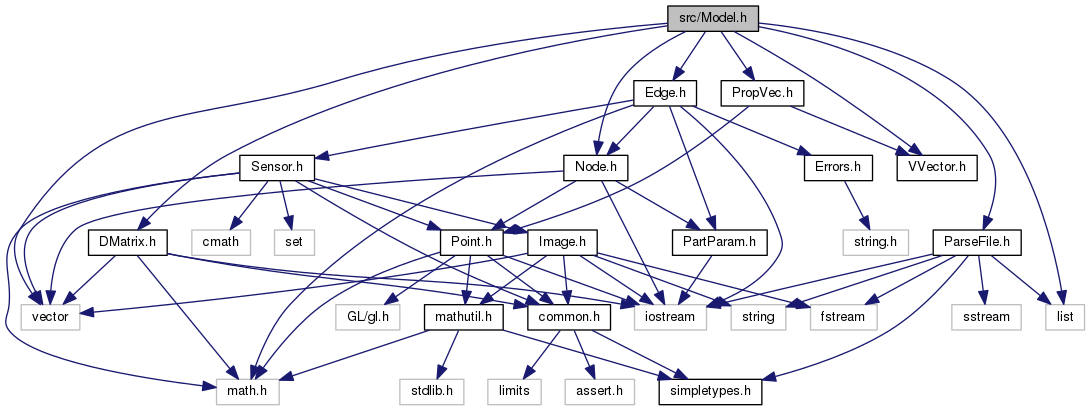 src/Model.h
Edge.h
PropVec.h
Sensor.h
Node.h
Errors.h
VVector.h
DMatrix.h
cmath
set
Point.h
Image.h
PartParam.h
string.h
ParseFile.h
vector
GL/gl.h
mathutil.h
common.h
iostream
string
fstream
sstream
list
math.h
stdlib.h
limits
assert.h
simpletypes.h